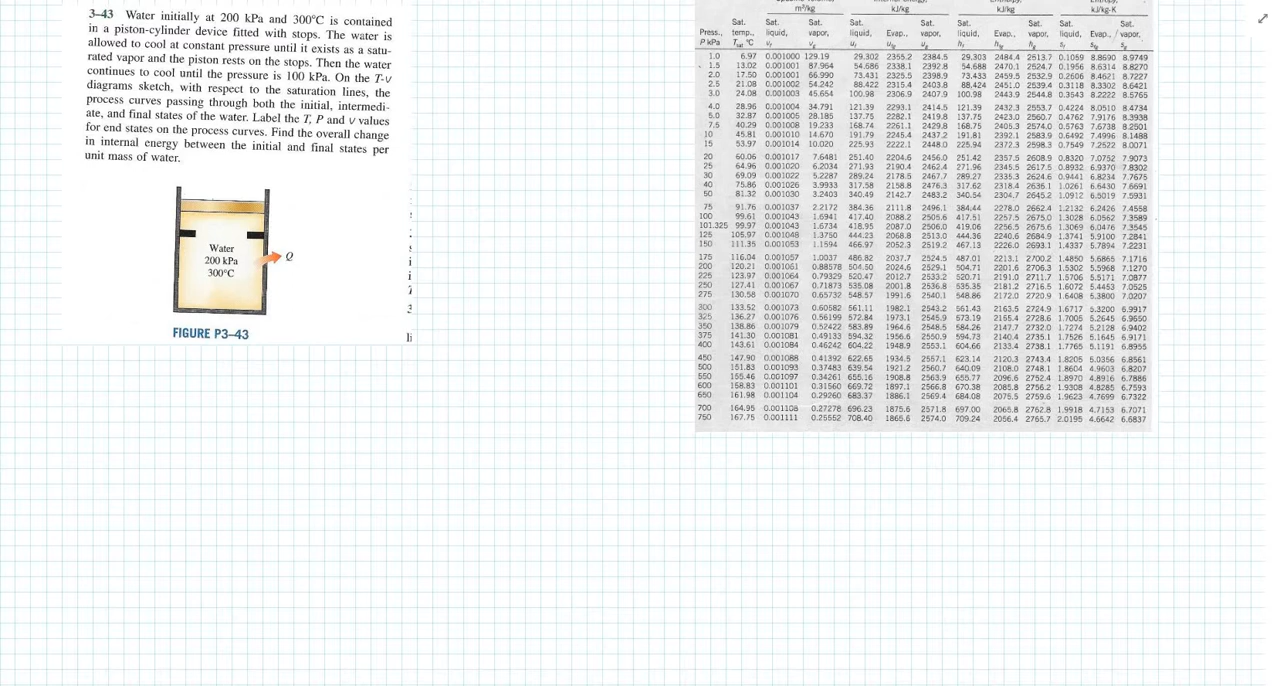 3–43 Water initially at 200 kPa and 300°C is contained
in a piston-cylinder device fitted with stops. The water is
allowed to cool at constant pressure until it exists as a satu-
rated vapor and the piston rests on the stops. Then the water
continues to cool until the pressure is 100 kPa. On the T-v
diagrams sketch, with respect to the saturation lines, the
process curves passing through both the initial, intermedi-
ate, and final states of the water. Label the T, P and v values
for end states on the process curves. Find the overall change
in internal energy between the initial and final states per
unit mass of water.
Water
200 kPa
300°C
Q
FIGURE P3–43
m³/kg kJ/kg kJ/kg kJ/kg·K
Sat. Sat. Sat. Sat. Sat. Sat. Sat. Sat. Sat.
Press., temp., liquid, vapor, liquid, Evap., vapor, liquid, Evap., vapor, liquid, Evap., vapor,
P kPa Tsat °C vf vg uf ufg ug hf hfg hg sf sfg sg
1.0 6.97 0.001000 129.19 29.302 2355.2 2384.5 29.303 2484.4 2513.7 0.1059 8.8690 8.9749
1.5 13.02 0.001001 87.964 54.686 2338.1 2392.8 54.688 2470.1 2524.7 0.1956 8.6314 8.8270
2.0 17.50 0.001001 66.990 73.431 2325.5 2398.9 73.433 2459.5 2532.9 0.2606 8.4621 8.7227
2.5 21.08 0.001002 54.242 88.422 2315.4 2403.8 88.424 2451.0 2539.4 0.3118 8.3302 8.6421
3.0 24.08 0.001003 45.654 100.98 2306.9 2407.9 100.98 2443.9 2544.8 0.3543 8.2222 8.5765
4.0 28.96 0.001004 34.791 121.39 2293.1 2414.5 121.39 2432.3 2553.7 0.4224 8.0510 8.4734
5.0 32.87 0.001005 28.185 137.75 2282.1 2419.8 137.75 2423.0 2560.7 0.4762 7.9176 8.3938
7.5 40.29 0.001008 19.233 168.74 2261.1 2429.8 168.75 2405.3 2574.0 0.5763 7.6738 8.2501
10 45.81 0.001010 14.670 191.79 2245.4 2437.2 191.81 2392.1 2583.9 0.6492 7.4996 8.1488
15 53.97 0.001014 10.020 225.93 2222.1 2448.0 225.94 2372.3 2598.3 0.7549 7.2522 8.0071
20 60.06 0.001017 7.6481 251.40 2204.6 2456.0 251.42 2357.5 2608.9 0.8320 7.0752 7.9073
25 64.96 0.001020 6.2034 271.93 2190.4 2462.4 271.96 2345.5 2617.5 0.8932 6.9370 7.8302
30 69.09 0.001022 5.2287 289.24 2178.5 2467.7 289.27 2335.3 2624.6 0.9441 6.8234 7.7675
40 75.86 0.001026 3.9933 317.58 2158.8 2476.3 317.62 2318.4 2636.1 1.0261 6.6430 7.6691
50 81.32 0.001030 3.2403 340.49 2142.7 2483.2 340.54 2304.7 2645.2 1.0912 6.5019 7.5931
75 91.76 0.001037 2.2172 384.36 2111.8 2496.1 384.44 2278.0 2662.4 1.2132 6.2426 7.4558
100 99.61 0.001043 1.6941 417.40 2088.2 2505.6 417.51 2257.5 2675.0 1.3028 6.0562 7.3589
101.325 99.97 0.001043 1.6734 418.95 2087.0 2506.0 419.06 2256.5 2675.6 1.3069 6.0476 7.3545
125 105.97 0.001048 1.3750 444.23 2068.8 2513.0 444.36 2240.6 2684.9 1.3741 5.9100 7.2841
150 111.35 0.001053 1.1594 466.97 2052.3 2519.2 467.13 2226.0 2693.1 1.4337 5.7894 7.2231
175 116.04 0.001057 1.0037 486.82 2037.7 2524.5 487.01 2213.1 2700.2 1.4850 5.6865 7.1716
200 120.21 0.001061 0.88578 504.50 2024.6 2529.1 504.71 2201.6 2706.3 1.5302 5.5968 7.1270
225 123.97 0.001064 0.79329 520.47 2012.7 2533.2 520.71 2191.0 2711.7 1.5706 5.5171 7.0877
250 127.41 0.001067 0.71873 535.08 2001.8 2536.8 535.35 2181.2 2716.5 1.6072 5.4453 7.0525
275 130.58 0.001070 0.65732 548.57 1991.6 2540.1 548.86 2172.0 2720.9 1.6408 5.3800 7.0207
300 133.52 0.001073 0.60582 561.11 1982.1 2543.2 561.43 2163.5 2724.9 1.6717 5.3200 6.9917
325 136.27 0.001076 0.56199 572.84 1973.1 2545.9 573.19 2155.4 2728.6 1.7005 5.2645 6.9650
350 138.86 0.001079 0.52422 583.89 1964.6 2548.5 584.26 2147.7 2732.0 1.7274 5.2128 6.9402
375 141.30 0.001081 0.49133 594.32 1956.6 2550.9 594.73 2140.4 2735.1 1.7526 5.1645 6.9171
400 143.61 0.001084 0.46242 604.22 1948.9 2553.1 604.66 2133.4 2738.1 1.7765 5.1191 6.8955
450 147.90 0.001088 0.41392 622.65 1934.5 2557.1 623.14 2120.3 2743.4 1.8205 5.0356 6.8561
500 151.83 0.001093 0.37483 639.54 1921.2 2560.7 640.09 2108.0 2748.1 1.8604 4.9603 6.8207
550 155.46 0.001097 0.34261 655.16 1908.8 2563.9 655.77 2096.6 2752.4 1.8970 4.8916 6.7886
600 158.83 0.001101 0.31560 669.72 1897.1 2566.8 670.38 2085.8 2756.2 1.9308 4.8285 6.7593
650 161.98 0.001104 0.29260 683.37 1886.1 2569.4 684.08 2075.5 2759.6 1.9623 4.7699 6.7322
700 164.95 0.001108 0.27278 696.23 1875.6 2571.8 697.00 2065.8 2762.8 1.9918 4.7153 6.7071
750 167.75 0.001111 0.25552 708.40 1865.6 2574.0 709.24 2056.4 2765.7 2.0195 4.6642 6.6837